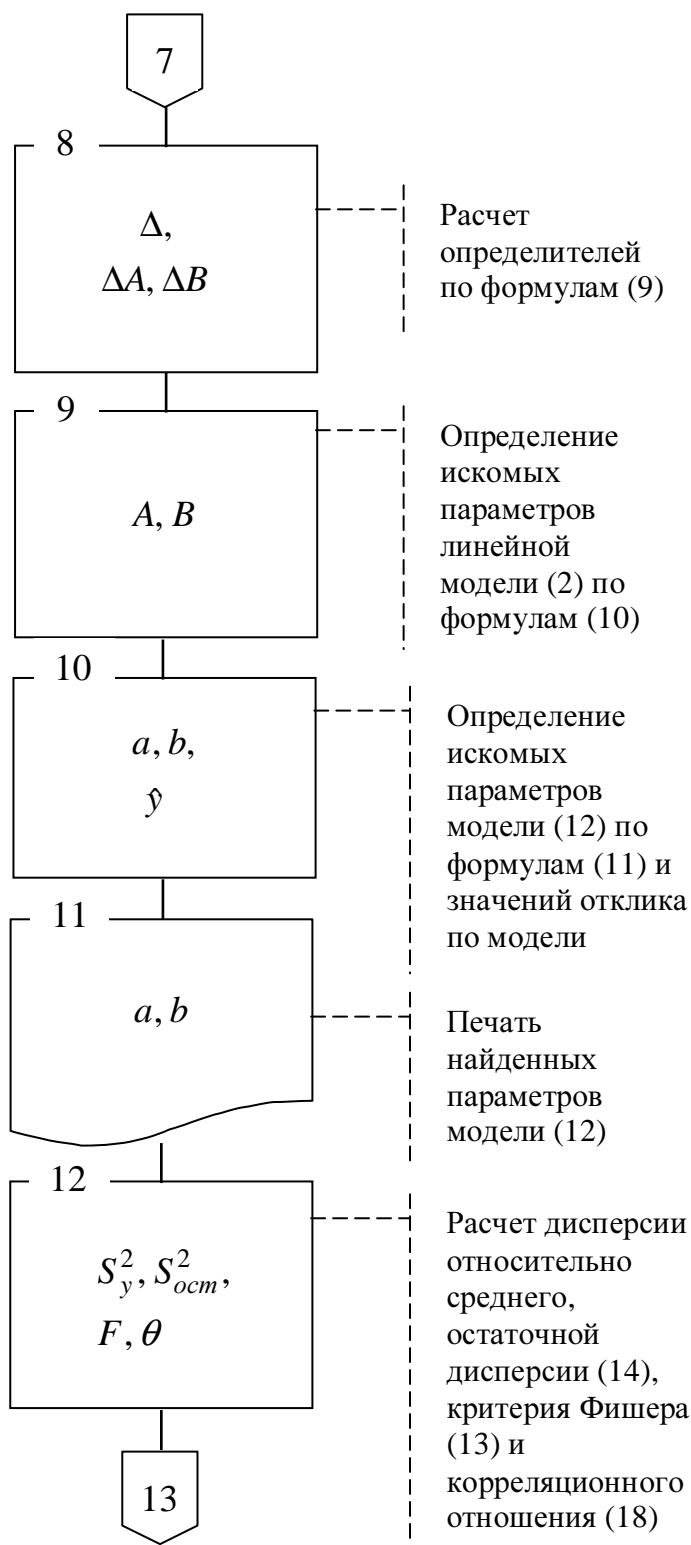 7
8
Δ,
ΔA, ΔB
Расчет
определителей
по формулам (9)
9
A, B
Определение
искомых
параметров
линейной
модели (2) по
формулам (10)
10
a, b,
ŷ
Определение
искомых
параметров
модели (12) по
формулам (11) и
значений отклика
по модели
11
a, b
Печать
найденных
параметров
модели (12)
12
S²_y, S²_ост,
F, θ
Расчет дисперсии
относительно
среднего,
остаточной
дисперсии (14),
критерия Фишера
(13) и
корреляционного
отношения (18)
13